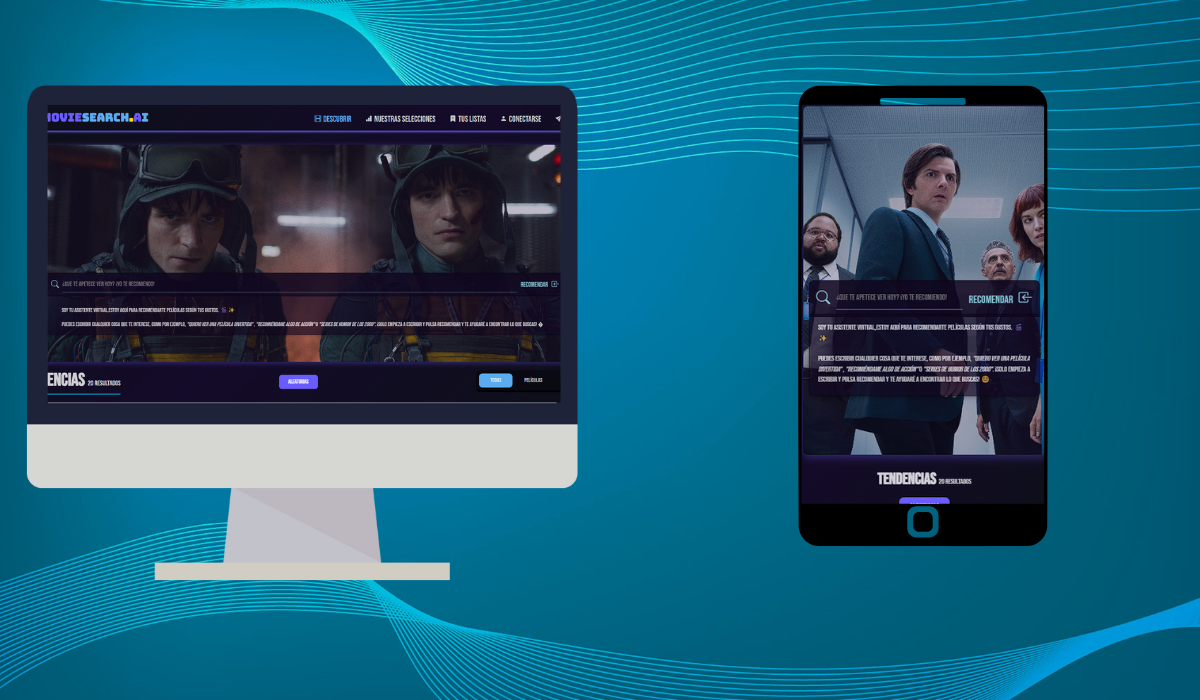 MOVIESEARCH.AI
DESCUBRIR NUESTRAS SELECCIONES TUS LISTAS CONECTARSE
¿QUE TE APETECE VER HOY? ¡YO TE RECOMIENDO! RECOMENDAR
SOY TU ASISTENTE VIRTUAL,ESTOY AQUÍ PARA RECOMENDARTE PELÍCULAS SEGÚN TUS GUSTOS.
PUEDES ESCRIBIR CUALQUIER COSA QUE TE INTERESE, COMO POR EJEMPLO, "QUIERO VER UNA PELÍCULA DIVERTIDA", "RECOMIÉNDAME ALGO DE ACCIÓN" O "SERIES DE HUMOR DE LOS 2000". ¡SOLO EMPIEZA A ESCRIBIR Y PULSA RECOMENDAR Y TE AYUDARÉ A ENCONTRAR LO QUE BUSCAS!
ENCIAS 20 RESULTADOS
TODAS PELÍCULAS
¿QUE TE APETECE VER HOY? ¡YO TE RECOMIENDO! RECOMENDAR
SOY TU ASISTENTE VIRTUAL,ESTOY AQUÍ PARA RECOMENDARTE PELÍCULAS SEGÚN TUS GUSTOS.
PUEDES ESCRIBIR CUALQUIER COSA QUE TE INTERESE, COMO POR EJEMPLO, "QUIERO VER UNA PELÍCULA
DIVERTIDA", "RECOMIÉNDAME ALGO DE ACCIÓN" O "SERIES DE HUMOR DE LOS 2000". ¡SOLO EMPIEZA A
ESCRIBIR Y PULSA RECOMENDAR Y TE AYUDARÉ A ENCONTRAR LO QUE BUSCAS!
TENDENCIAS 20 RESULTADOS